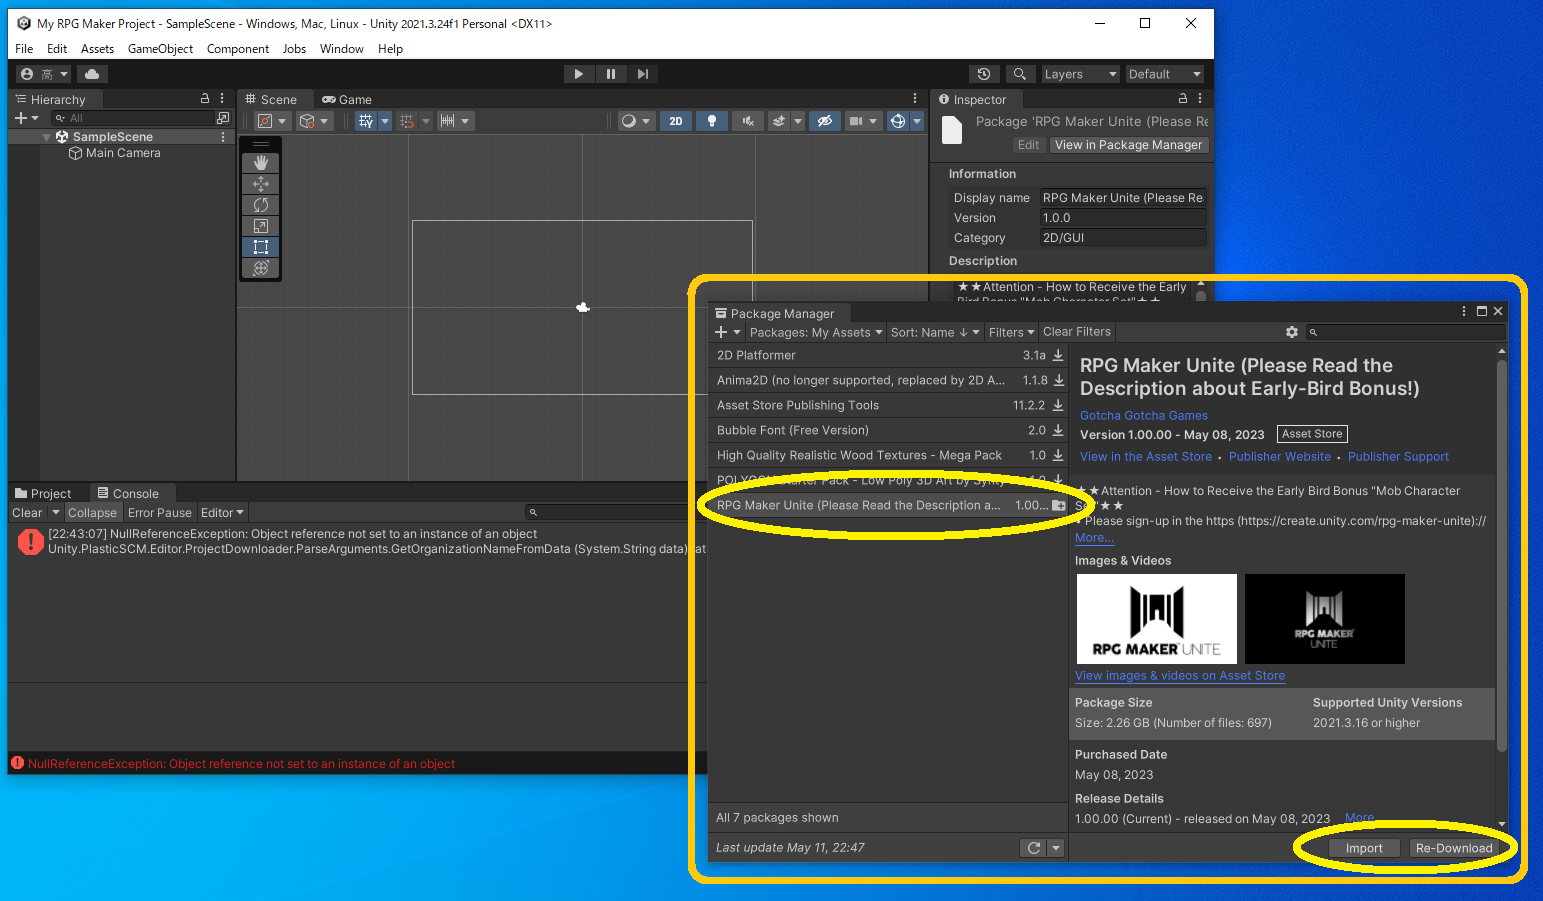 My RPG Maker Project - SampleScene - Windows, Mac, Linux - Unity 2021.3.24f1 Personal <DX11>
File Edit Assets GameObject Component Jobs Window Help
高
Layers Default
Hierarchy
All
SampleScene
Main Camera
Scene Game
2D
Inspector
Package 'RPG Maker Unite (Please Re
Edit View in Package Manager
Information
Display name RPG Maker Unite (Please Re
Version 1.0.0
Category 2D/GUI
Description
★★Attention - How to Receive the Early
Bird Bonus "Mob Character Set"★★
Project Console
Clear Collapse Error Pause Editor
[22:43:07] NullReferenceException: Object reference not set to an instance of an object
Unity.PlasticSCM.Editor.ProjectDownloader.ParseArguments.GetOrganizationNameFromData (System.String data) at
NullReferenceException: Object reference not set to an instance of an object
Package Manager
Packages: My Assets Sort: Name ↓ Filters Clear Filters
2D Platformer 3.1a
Anima2D (no longer supported, replaced by 2D A... 1.1.8
Asset Store Publishing Tools 11.2.2
Bubble Font (Free Version) 2.0
High Quality Realistic Wood Textures - Mega Pack 1.0
POLYGON Starter Pack - Low Poly 3D Art by Synty 1.0
RPG Maker Unite (Please Read the Description a... 1.00...
All 7 packages shown
Last update May 11, 22:47
RPG Maker Unite (Please Read the
Description about Early-Bird Bonus!)
Gotcha Gotcha Games
Version 1.00.00 - May 08, 2023 Asset Store
View in the Asset Store • Publisher Website • Publisher Support
★★Attention - How to Receive the Early Bird Bonus "Mob Character
Set"★★
• Please sign-up in the https (https://create.unity.com/rpg-maker-unite)://
More...
Images & Videos
RPG MAKER UNITE
RPG MAKER
UNITE
View images & videos on Asset Store
Package Size Supported Unity Versions
Size: 2.26 GB (Number of files: 697) 2021.3.16 or higher
Purchased Date
May 08, 2023
Release Details
1.00.00 (Current) - released on May 08, 2023 More
Import Re-Download